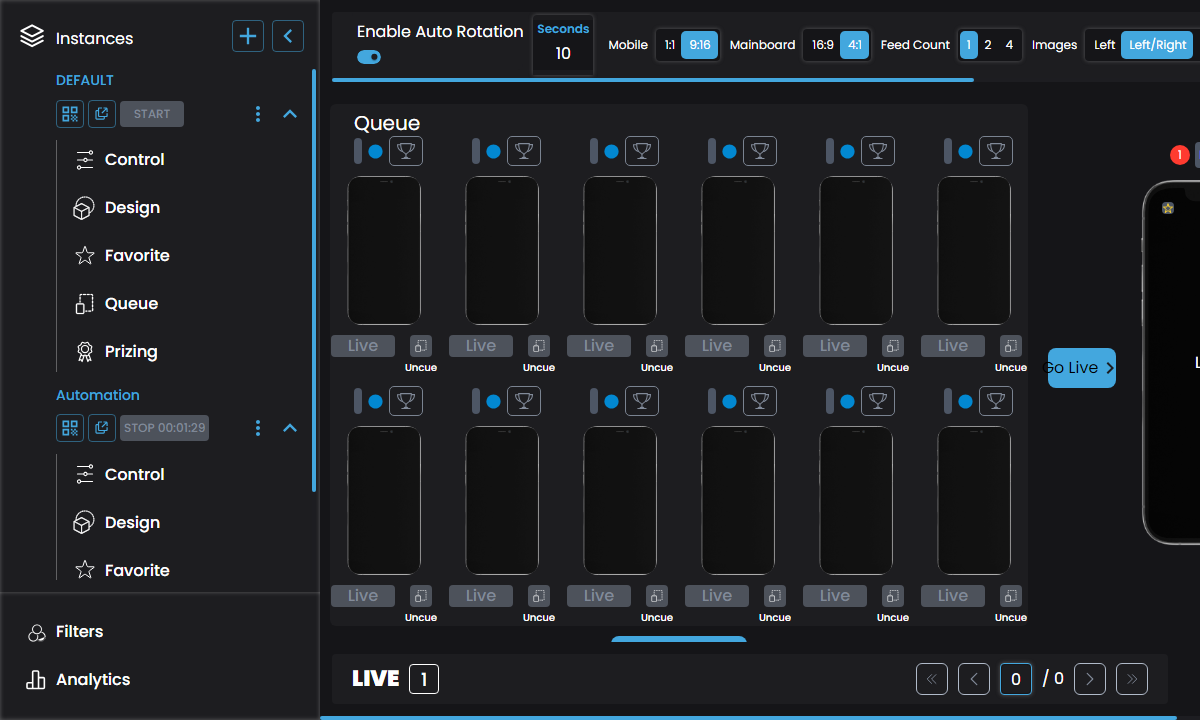 Instances
DEFAULT
START
Control
Design
Favorite
Queue
Prizing
Automation
STOP 00:01:29
Control
Design
Favorite
Filters
Analytics
Enable Auto Rotation
Seconds
10
Mobile 1:1 9:16 Mainboard 16:9 4:1 Feed Count 1 2 4 Images Left Left/Right
Queue
Live Live Live Live Live Live
Uncue Uncue Uncue Uncue Uncue Uncue
Live Live Live Live Live Live
Uncue Uncue Uncue Uncue Uncue Uncue
1
Go Live
LIVE 1
0 / 0